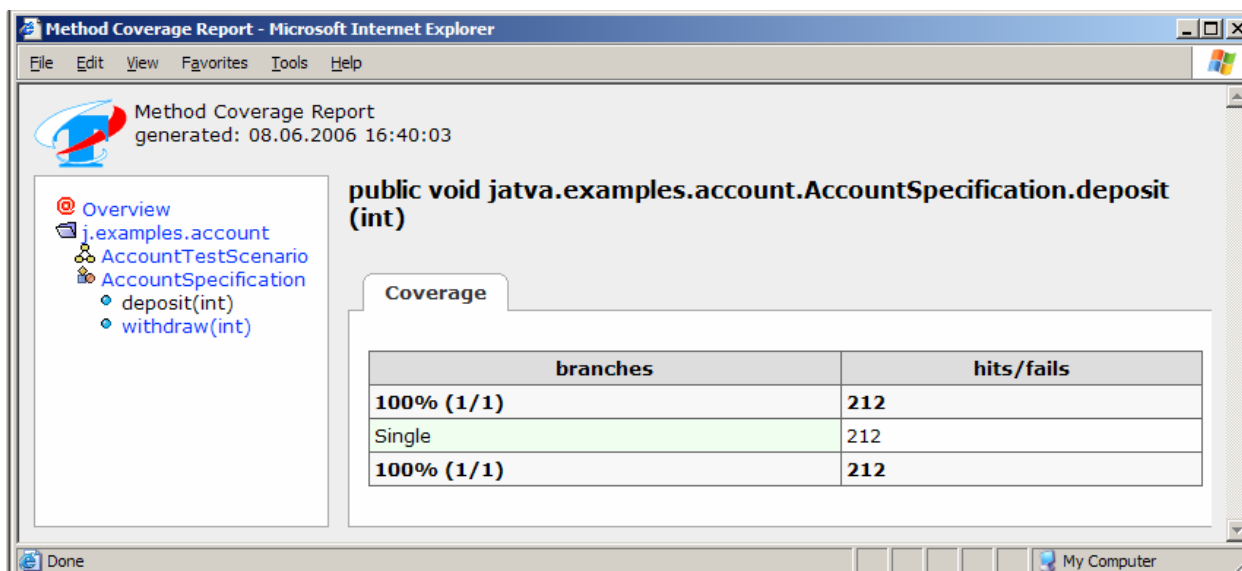 Method Coverage Report - Microsoft Internet Explorer
File Edit View Favorites Tools Help
Method Coverage Report
generated: 08.06.2006 16:40:03
@ Overview
j.examples.account
AccountTestScenario
AccountSpecification
deposit(int)
withdraw(int)
public void jatva.examples.account.AccountSpecification.deposit
(int)
Coverage
branches hits/fails
100% (1/1) 212
Single 212
100% (1/1) 212
Done My Computer